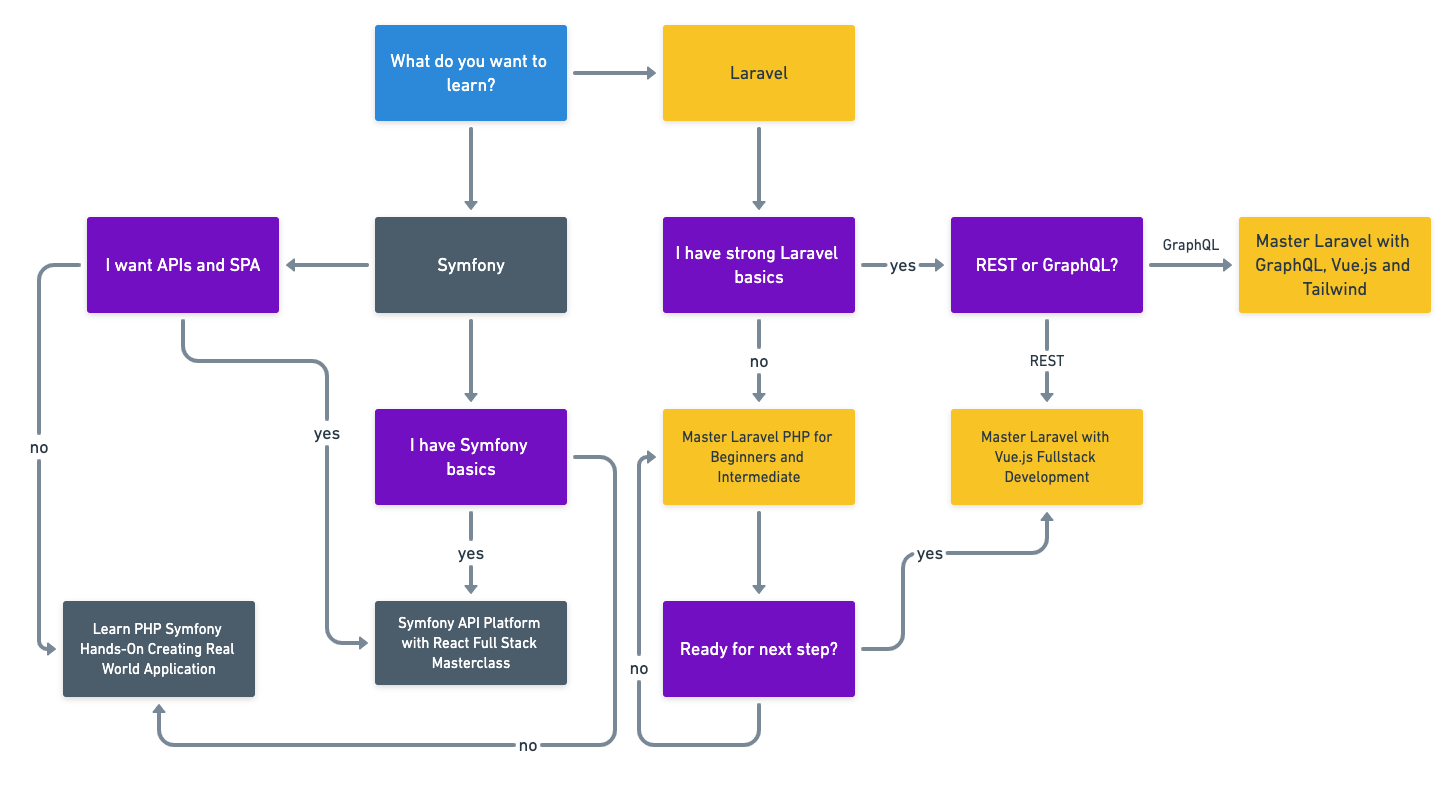 What do you want to
learn?
Laravel
I want APIs and SPA
Symfony
I have strong Laravel
basics
yes
REST or GraphQL?
GraphQL
Master Laravel with
GraphQL, Vue.js and
Tailwind
no
REST
yes
no
I have Symfony
basics
Master Laravel PHP for
Beginners and
Intermediate
Master Laravel with
Vue.js Fullstack
Development
yes
yes
Learn PHP Symfony
Hands-On Creating Real
World Application
Symfony API Platform
with React Full Stack
Masterclass
no
Ready for next step?
no